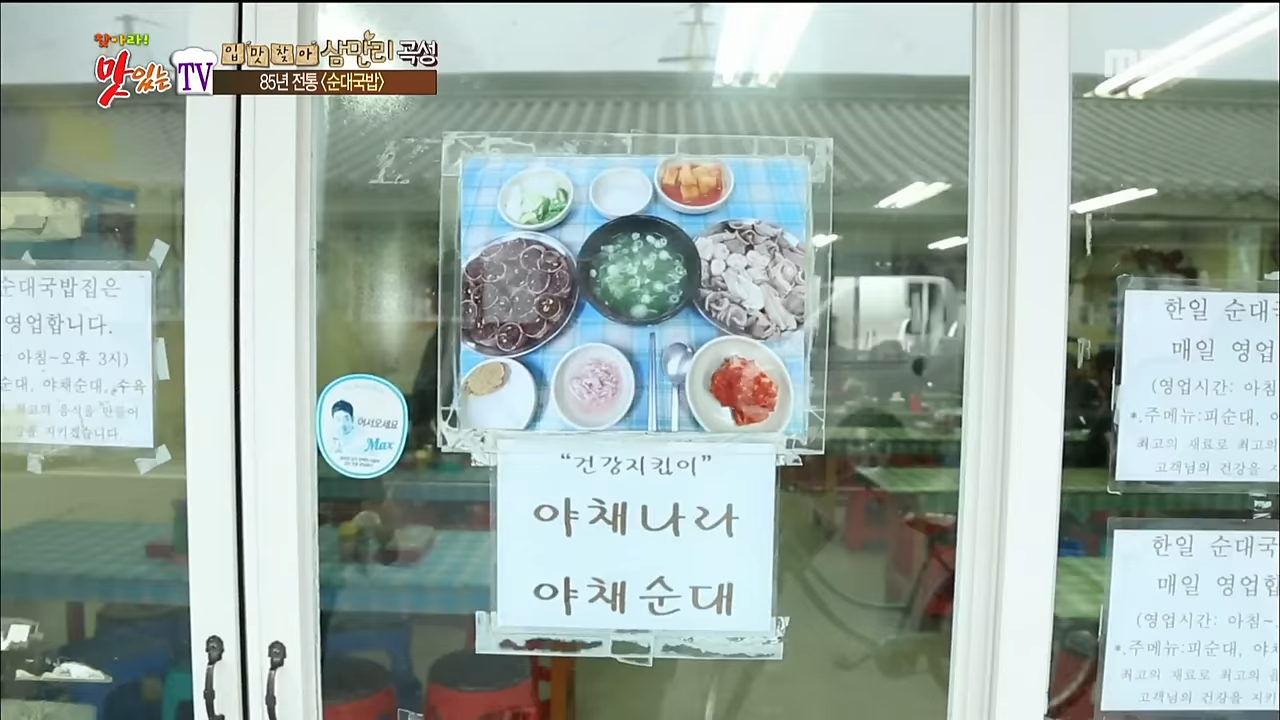 찾아라!
맛있는 TV
입맛찾아 삼만리 곡성
85년 전통 <순대국밥>
순대국밥집은
영업합니다.
아침~오후 3시)
순대, 야채순대, 수육
최고의 음식을 만들어
지키겠습니다.
어서오세요
Max
“건강지킴이”
야채나라
야채순대
한일 순대국
매일 영업
(영업시간: 아침
*.주메뉴:피순대,
최고의 재료로 최고의
고객님의 건강을
한일 순대국
매일 영업합
(영업시간: 아침~
*.주메뉴:피순대, 야채
최고의 재료로 최고의
고객님의 건강을 지키